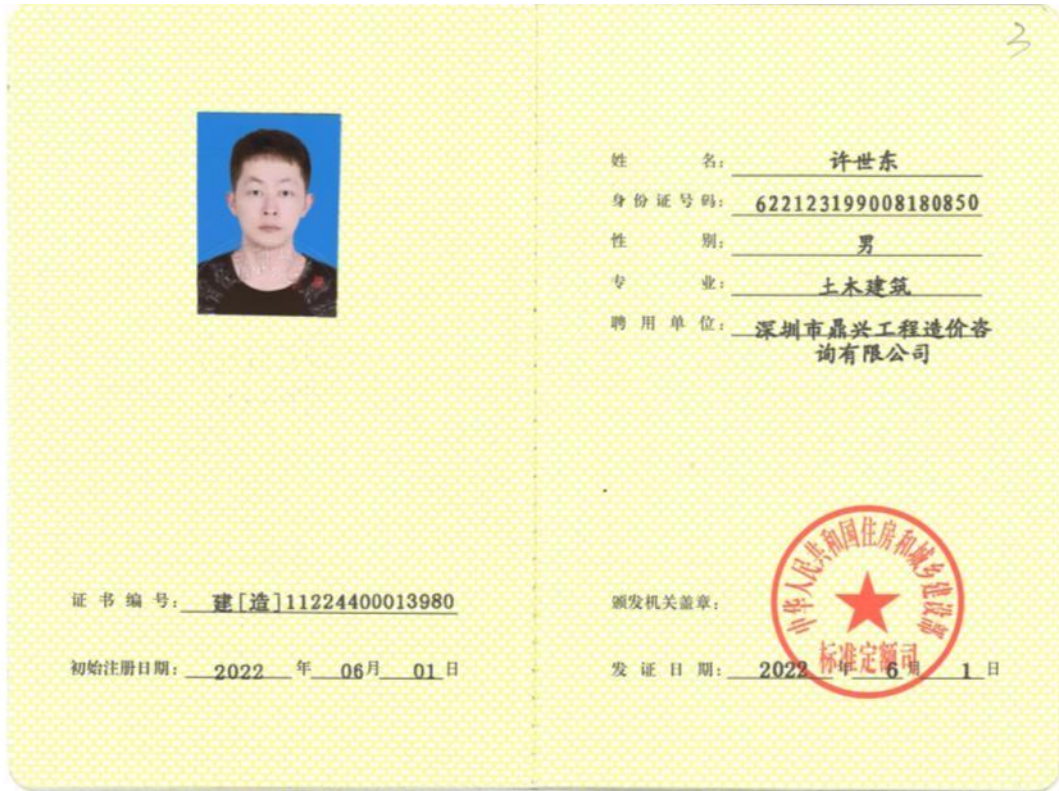 3
姓名：许世东
身份证号码：622123199008180850
性别：男
专业：土木建筑
聘用单位：深圳市鼎兴工程造价咨
询有限公司
证书编号：建[造]11224400013980
初始注册日期：2022年06月01日
颁发机关盖章：
中华人民共和国住房和城乡建设部
标准定额司
发证日期：2022年6月1日